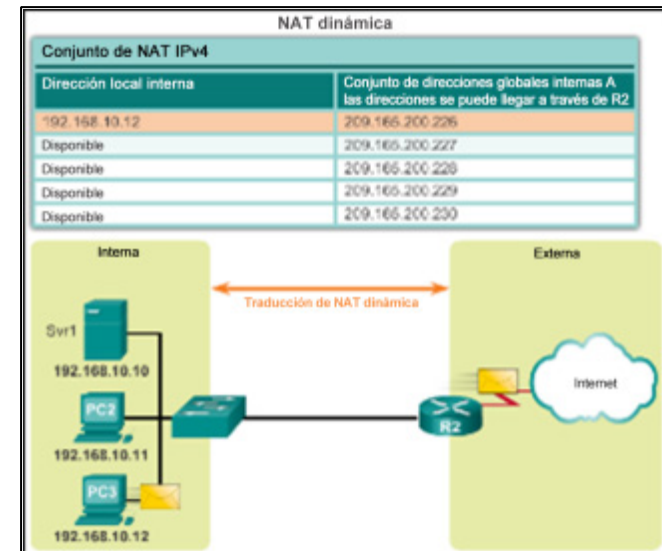 NAT dinámica
Conjunto de NAT IPv4
Dirección local interna
Conjunto de direcciones globales internas A
las direcciones se puede llegar a través de R2
192.168.10.12
209.165.200.226
Disponible
209.165.200.227
Disponible
209.165.200.228
Disponible
209.165.200.229
Disponible
209.165.200.230
Interna
Externa
Traducción de NAT dinámica
Svr1
192.168.10.10
PC2
192.168.10.11
PC3
192.168.10.12
R2
Internet